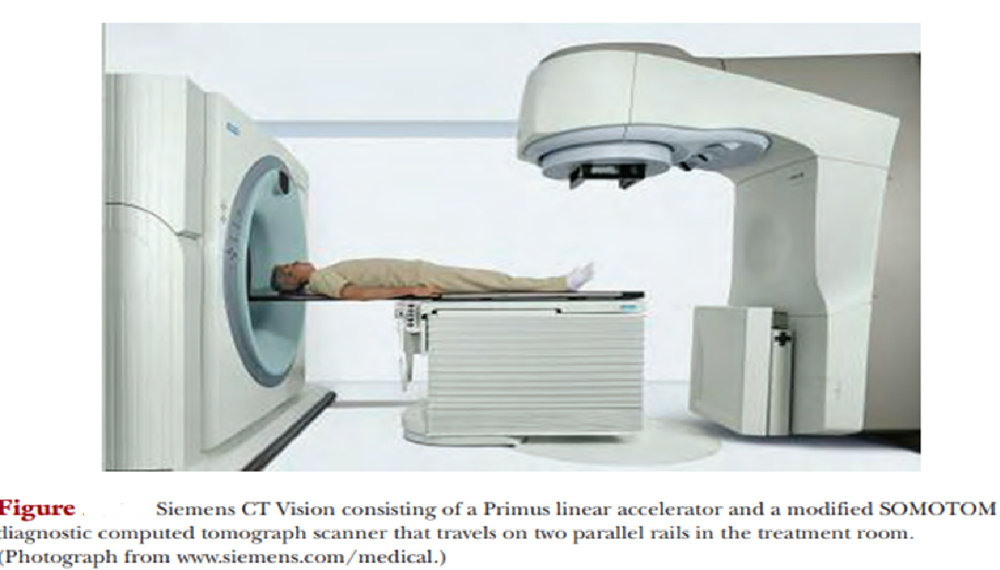 Figure Siemens CT Vision consisting of a Primus linear accelerator and a modified SOMOTOM
diagnostic computed tomograph scanner that travels on two parallel rails in the treatment room.
(Photograph from www.siemens.com/medical.)